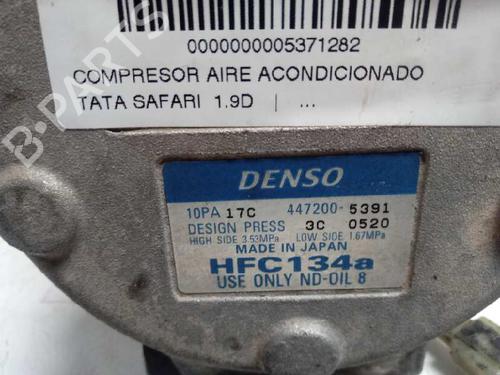 0000000005371282
COMPRESOR AIRE ACONDICIONADO
TATA SAFARI 1.9D | ...
B-PARTS
DENSO
10PA 17C 447200-5391
DESIGN PRESS 3C 0520
HIGH SIDE 3.53MPa LOW SIDE 1.67MPa
MADE IN JAPAN
HFC134a
USE ONLY ND-OIL 8